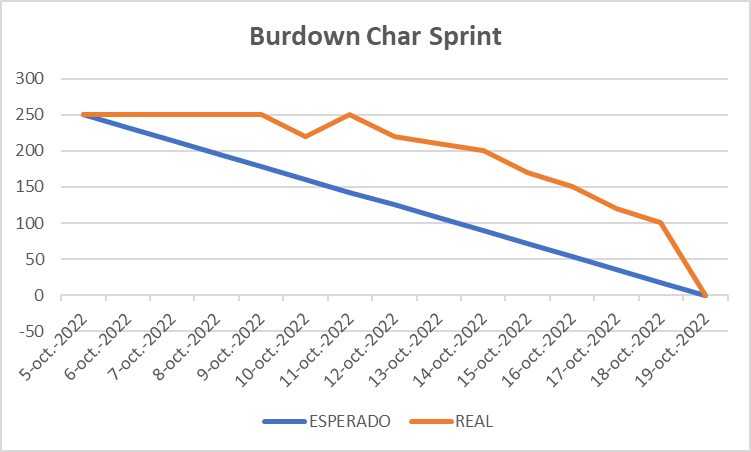 Burdown Char Sprint
300
250
200
150
100
50
0
-50
5-oct.-2022
6-oct.-2022
7-oct.-2022
8-oct.-2022
9-oct.-2022
10-oct.-2022
11-oct.-2022
12-oct.-2022
13-oct.-2022
14-oct.-2022
15-oct.-2022
16-oct.-2022
17-oct.-2022
18-oct.-2022
19-oct.-2022
ESPERADO
REAL